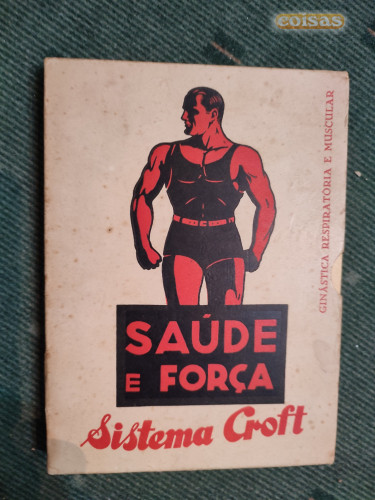 coisas
GINÁSTICA RESPIRATÓRIA E MUSCULAR
SAÚDE
E FORÇA
Sistema Croft